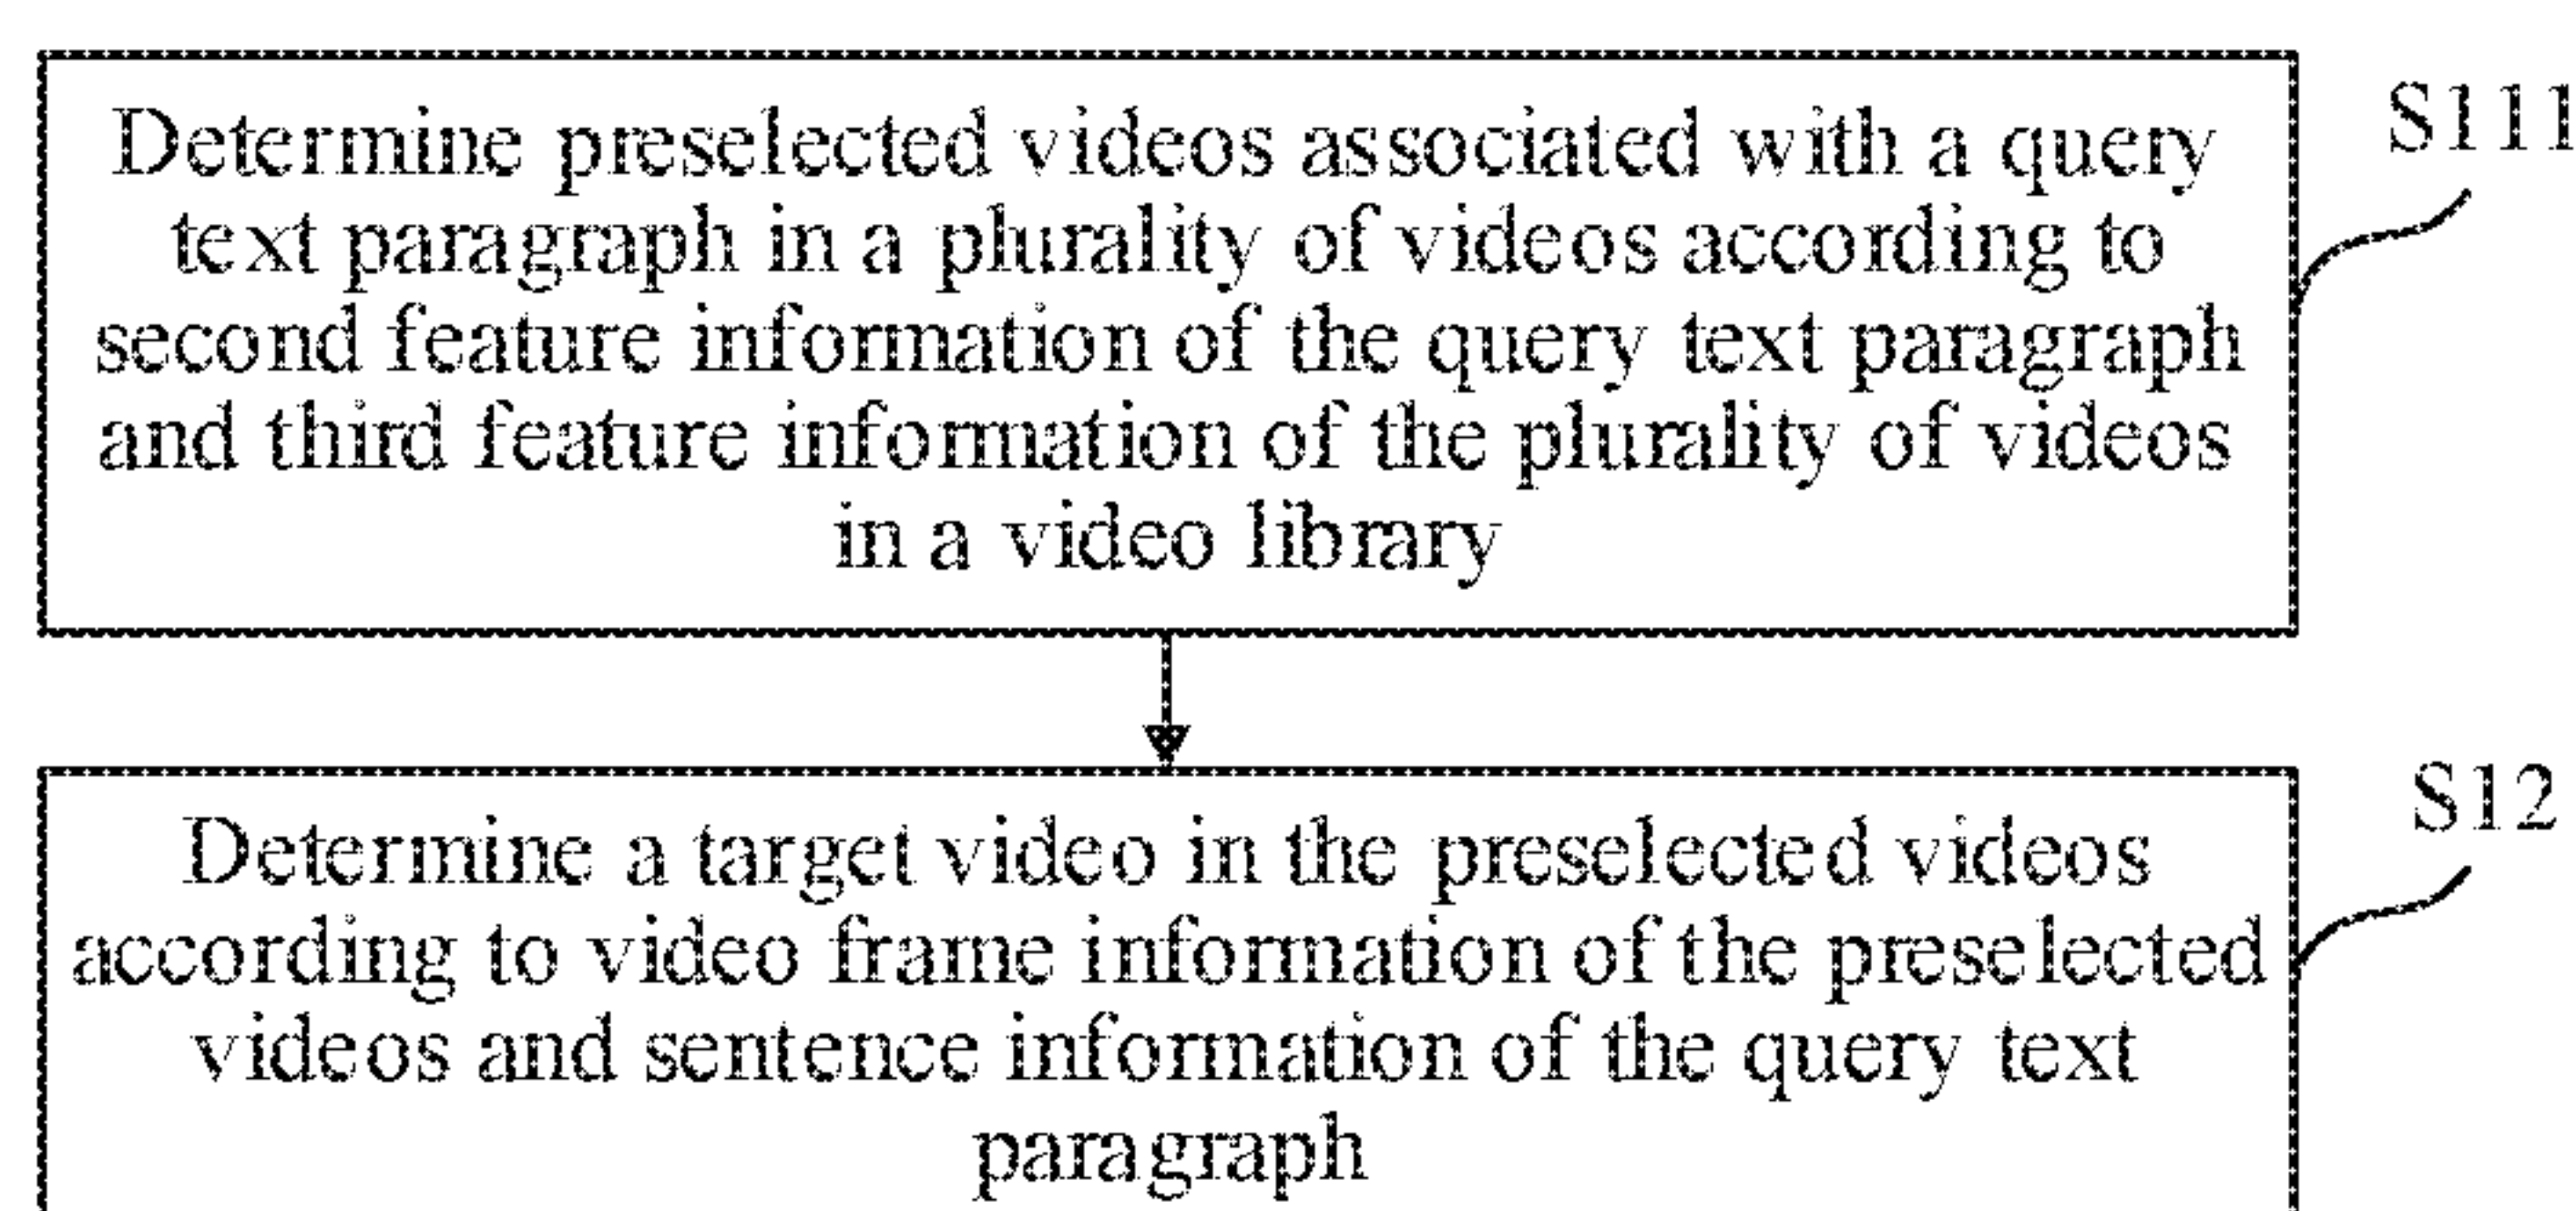 Determine preselected videos associated with a query
text paragraph in a plurality of videos according to
second feature information of the query text paragraph
and third feature information of the plurality of videos
in a video library
S111
Determine a target video in the preselected videos
according to video frame information of the preselected
videos and sentence information of the query text
paragraph
S12